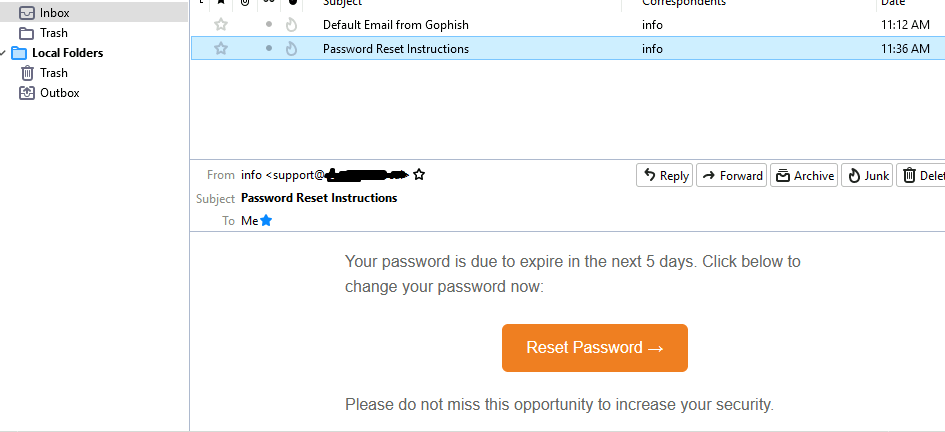 Subject Correspondents Date
Inbox
Default Email from Gophish info 11:12 AM
Trash
Password Reset Instructions info 11:36 AM
Local Folders
Trash
Outbox
From info <support@
Reply Forward Archive Junk Delet
Subject Password Reset Instructions
To Me
Your password is due to expire in the next 5 days. Click below to
change your password now:
Reset Password →
Please do not miss this opportunity to increase your security.